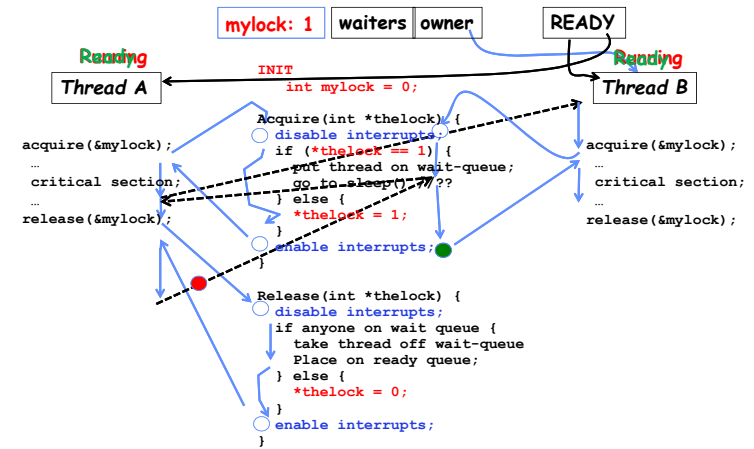 mylock: 1 waiters owner READY
Running Ready
Running Ready
Thread A
Thread B
INIT
int mylock = 0;
Acquire(int *thelock) {
disable interrupts;
if (*thelock == 1) {
put thread on wait-queue;
go to sleep() // ??
} else {
*thelock = 1;
}
enable interrupts;
}
acquire(&mylock);
…
critical section;
…
release(&mylock);
acquire(&mylock);
…
critical section;
…
release(&mylock);
Release(int *thelock) {
disable interrupts;
if anyone on wait queue {
take thread off wait-queue
Place on ready queue;
} else {
*thelock = 0;
}
enable interrupts;
}